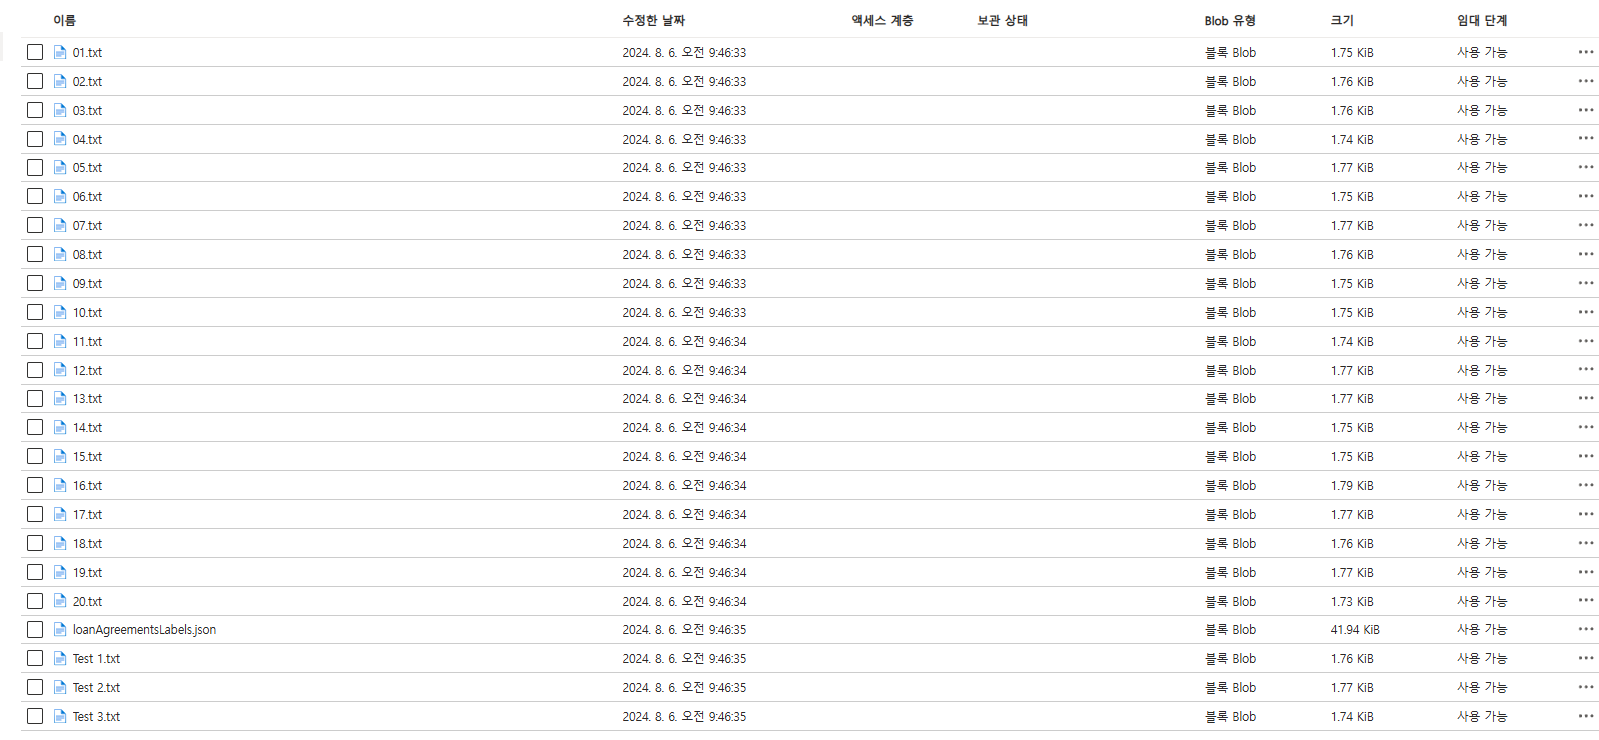 이름 수정한 날짜 액세스 계층 보관 상태 Blob 유형 크기 임대 단계
01.txt 2024. 8. 6. 오전 9:46:33 블록 Blob 1.75 KiB 사용 가능
02.txt 2024. 8. 6. 오전 9:46:33 블록 Blob 1.76 KiB 사용 가능
03.txt 2024. 8. 6. 오전 9:46:33 블록 Blob 1.76 KiB 사용 가능
04.txt 2024. 8. 6. 오전 9:46:33 블록 Blob 1.74 KiB 사용 가능
05.txt 2024. 8. 6. 오전 9:46:33 블록 Blob 1.77 KiB 사용 가능
06.txt 2024. 8. 6. 오전 9:46:33 블록 Blob 1.75 KiB 사용 가능
07.txt 2024. 8. 6. 오전 9:46:33 블록 Blob 1.77 KiB 사용 가능
08.txt 2024. 8. 6. 오전 9:46:33 블록 Blob 1.76 KiB 사용 가능
09.txt 2024. 8. 6. 오전 9:46:33 블록 Blob 1.75 KiB 사용 가능
10.txt 2024. 8. 6. 오전 9:46:33 블록 Blob 1.75 KiB 사용 가능
11.txt 2024. 8. 6. 오전 9:46:34 블록 Blob 1.74 KiB 사용 가능
12.txt 2024. 8. 6. 오전 9:46:34 블록 Blob 1.77 KiB 사용 가능
13.txt 2024. 8. 6. 오전 9:46:34 블록 Blob 1.77 KiB 사용 가능
14.txt 2024. 8. 6. 오전 9:46:34 블록 Blob 1.75 KiB 사용 가능
15.txt 2024. 8. 6. 오전 9:46:34 블록 Blob 1.75 KiB 사용 가능
16.txt 2024. 8. 6. 오전 9:46:34 블록 Blob 1.79 KiB 사용 가능
17.txt 2024. 8. 6. 오전 9:46:34 블록 Blob 1.77 KiB 사용 가능
18.txt 2024. 8. 6. 오전 9:46:34 블록 Blob 1.76 KiB 사용 가능
19.txt 2024. 8. 6. 오전 9:46:34 블록 Blob 1.77 KiB 사용 가능
20.txt 2024. 8. 6. 오전 9:46:34 블록 Blob 1.73 KiB 사용 가능
loanAgreementsLabels.json 2024. 8. 6. 오전 9:46:35 블록 Blob 41.94 KiB 사용 가능
Test 1.txt 2024. 8. 6. 오전 9:46:35 블록 Blob 1.76 KiB 사용 가능
Test 2.txt 2024. 8. 6. 오전 9:46:35 블록 Blob 1.77 KiB 사용 가능
Test 3.txt 2024. 8. 6. 오전 9:46:35 블록 Blob 1.74 KiB 사용 가능